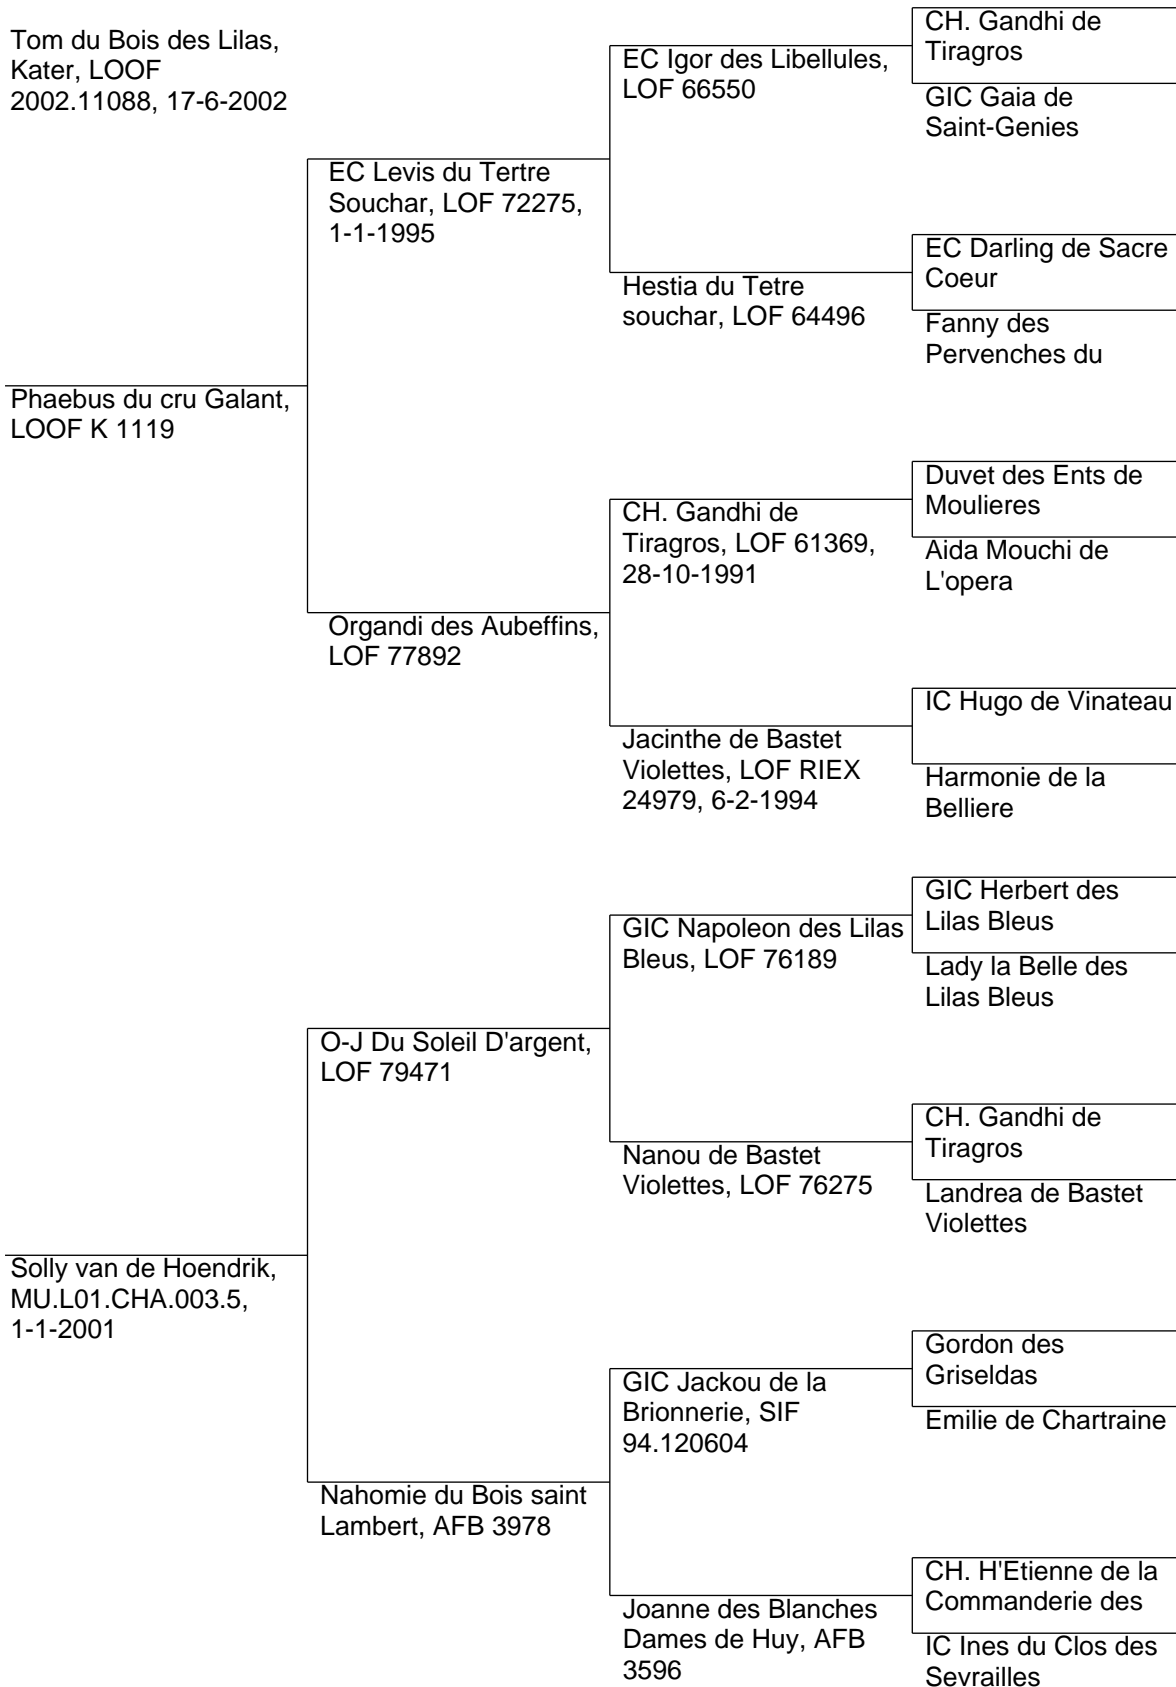 Tom du Bois des Lilas,
Kater, LOOF
2002.11088, 17-6-2002
Phaebus du cru Galant,
LOOF K 1119
Solly van de Hoendrik,
MU.L01.CHA.003.5,
1-1-2001
EC Levis du Tertre
Souchar, LOF 72275,
1-1-1995
Organdi des Aubeffins,
LOF 77892
O-J Du Soleil D'argent,
LOF 79471
Nahomie du Bois saint
Lambert, AFB 3978
EC Igor des Libellules,
LOF 66550
Hestia du Tetre
souchar, LOF 64496
CH. Gandhi de
Tiragros, LOF 61369,
28-10-1991
Jacinthe de Bastet
Violettes, LOF RIEX
24979, 6-2-1994
GIC Napoleon des Lilas
Bleus, LOF 76189
Nanou de Bastet
Violettes, LOF 76275
GIC Jackou de la
Brionnerie, SIF
94.120604
Joanne des Blanches
Dames de Huy, AFB
3596
CH. Gandhi de
Tiragros
GIC Gaia de
Saint-Genies
EC Darling de Sacre
Coeur
Fanny des
Pervenches du
Duvet des Ents de
Moulieres
Aida Mouchi de
L'opera
IC Hugo de Vinateau
Harmonie de la
Belliere
GIC Herbert des
Lilas Bleus
Lady la Belle des
Lilas Bleus
CH. Gandhi de
Tiragros
Landrea de Bastet
Violettes
Gordon des
Griseldas
Emilie de Chartraine
CH. H'Etienne de la
Commanderie des
IC Ines du Clos des
Sevrailles